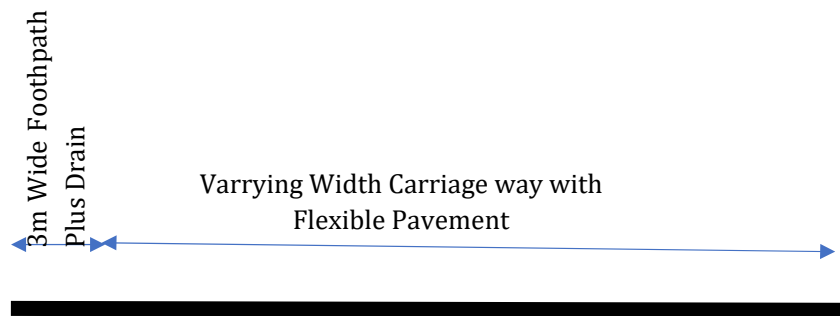 3m Wide Foothpath
Plus Drain
Varrying Width Carriage way with
Flexible Pavement